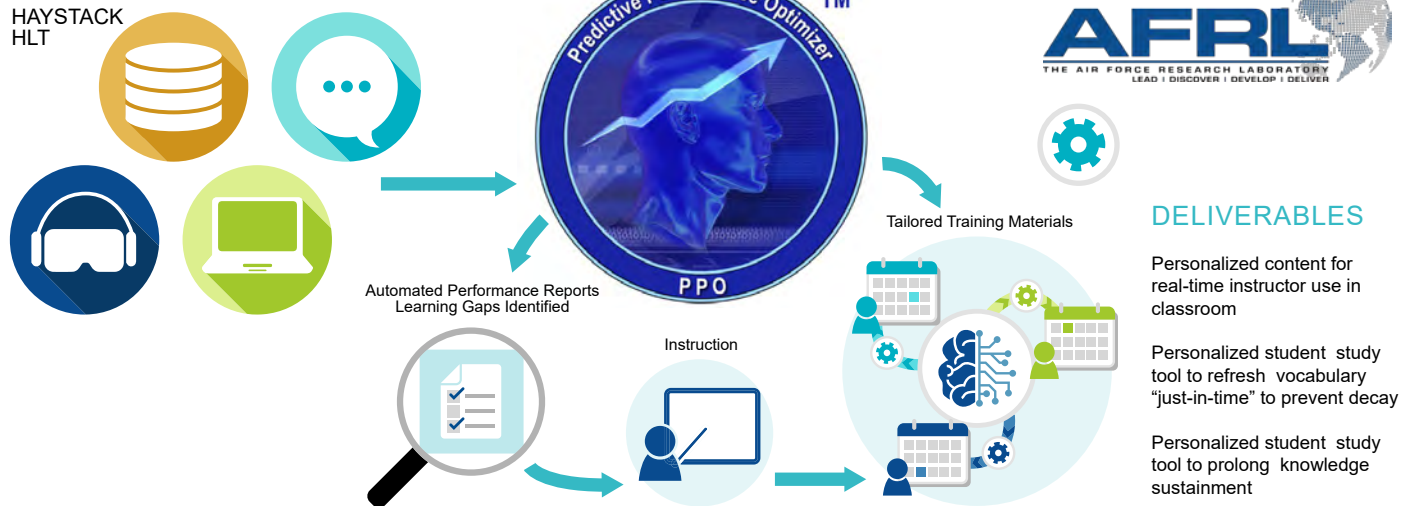 HAYSTACK
HLT
Predictive
Optimizer
TM
PPO
AFRL
THE AIR FORCE RESEARCH LABORATORY
LEAD | DISCOVER | DEVELOP | DELIVER
Automated Performance Reports
Learning Gaps Identified
Instruction
Tailored Training Materials
DELIVERABLES
Personalized content for
real-time instructor use in
classroom
Personalized student study
tool to refresh vocabulary
“just-in-time” to prevent decay
Personalized student study
tool to prolong knowledge
sustainment